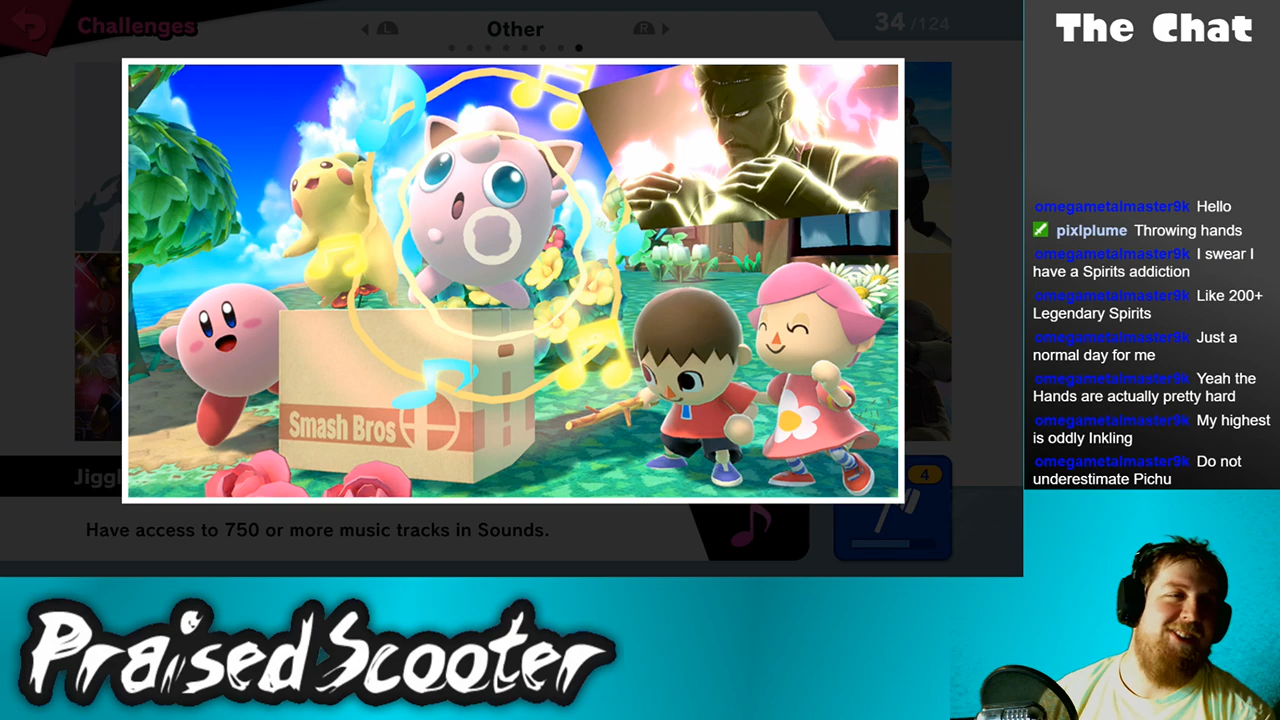 Challenges
L
Other
R
34/124
The Chat
Smash Bros
Jiggl
4
Have access to 750 or more music tracks in Sounds.
omegametalmaster9k Hello
pixlplume Throwing hands
omegametalmaster9k I swear I
have a Spirits addiction
omegametalmaster9k Like 200+
Legendary Spirits
omegametalmaster9k Just a
normal day for me
omegametalmaster9k Yeah the
Hands are actually pretty hard
omegametalmaster9k My highest
is oddly Inkling
omegametalmaster9k Do not
underestimate Pichu
PraisedScooter